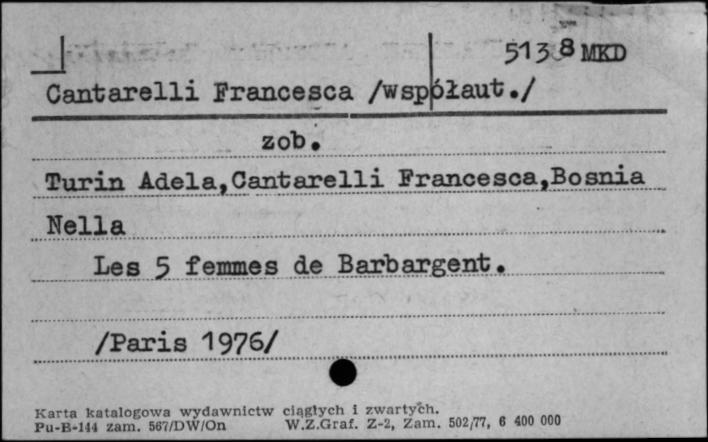 5138 MKD
Cantarelli Francesca /współaut./
zob.
Turin Adela,Cantarelli Francesca,Bosnia
Nella
Les 5 femmes de Barbargent.
/Paris 1976/
Karta katalogowa wydawnictw ciągłych i zwartych.
Pu-B-144 zam. 567/DW/On W.Z.Graf. Z-2, Zam. 502/77, 6 400 000